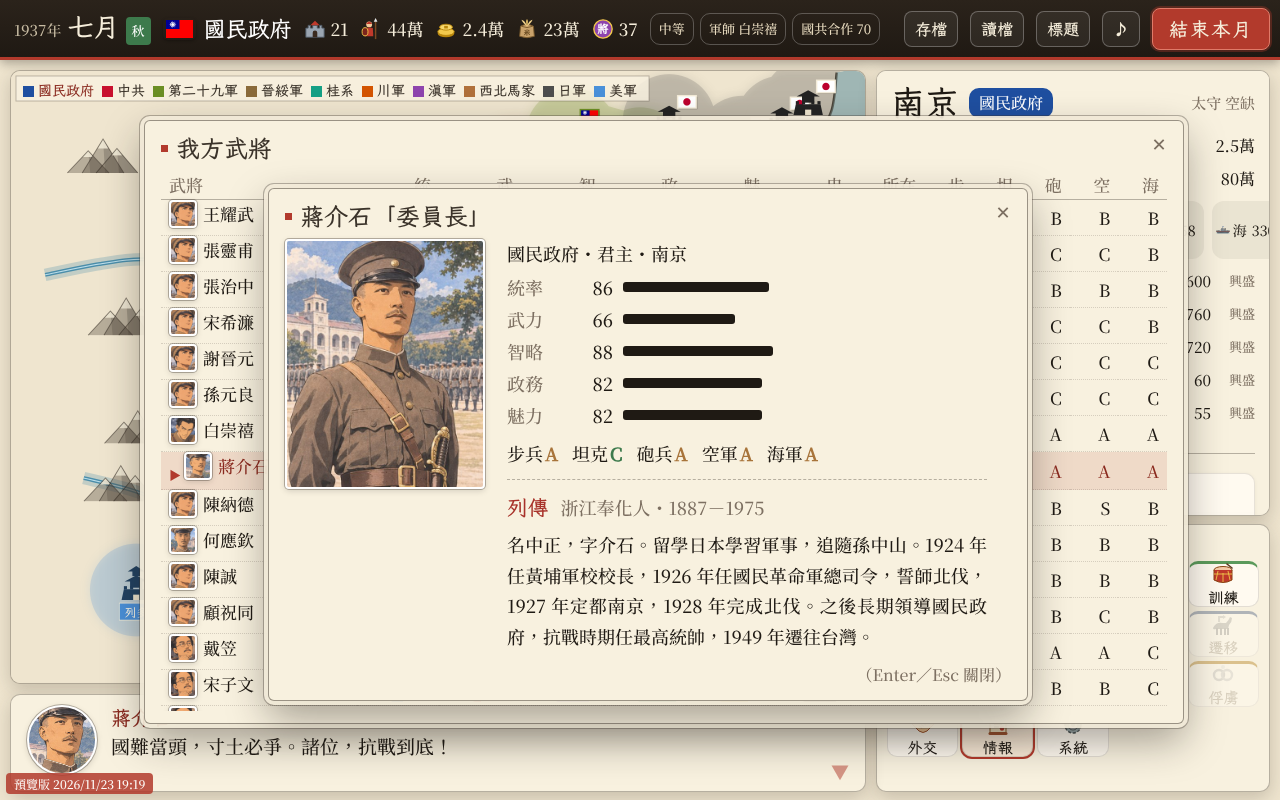 1937年 七月 秋 國民政府 21 44萬 2.4萬 23萬 將 37 中等 軍師 白崇禧 國共合作 70 存檔 讀檔 標題 ♪ 結束本月
國民政府 中共 第二十九軍 晉綏軍 桂系 川軍 滇軍 西北馬家 日軍 美軍
南京 國民政府 太守 空缺
2.5萬
80萬
8 海 330
600 興盛
760 興盛
720 興盛
60 興盛
55 興盛
訓練
遷移
俘虜
外交 情報 系統
我方武將 ×
武將 砲 空 海
王耀武 B B B
張靈甫 C C B
張治中 B B B
宋希濂 C C B
謝晉元 C C C
孫元良 C C C
白崇禧 A A A
▶ 蔣介石 A A A
陳納德 B S B
何應欽 B B B
陳誠 B B B
顧祝同 B C B
戴笠 A A C
宋子文 B B C
蔣介石「委員長」 ×
國民政府・君主・南京
統率 86
武力 66
智略 88
政務 82
魅力 82
步兵A 坦克C 砲兵A 空軍A 海軍A
列傳 浙江奉化人・1887－1975
名中正，字介石。留學日本學習軍事，追隨孫中山。1924 年
任黃埔軍校校長，1926 年任國民革命軍總司令，誓師北伐，
1927 年定都南京，1928 年完成北伐。之後長期領導國民政
府，抗戰時期任最高統帥，1949 年遷往台灣。
（Enter／Esc 關閉）
國難當頭，寸土必爭。諸位，抗戰到底！
預覽版 2026/11/23 19:19